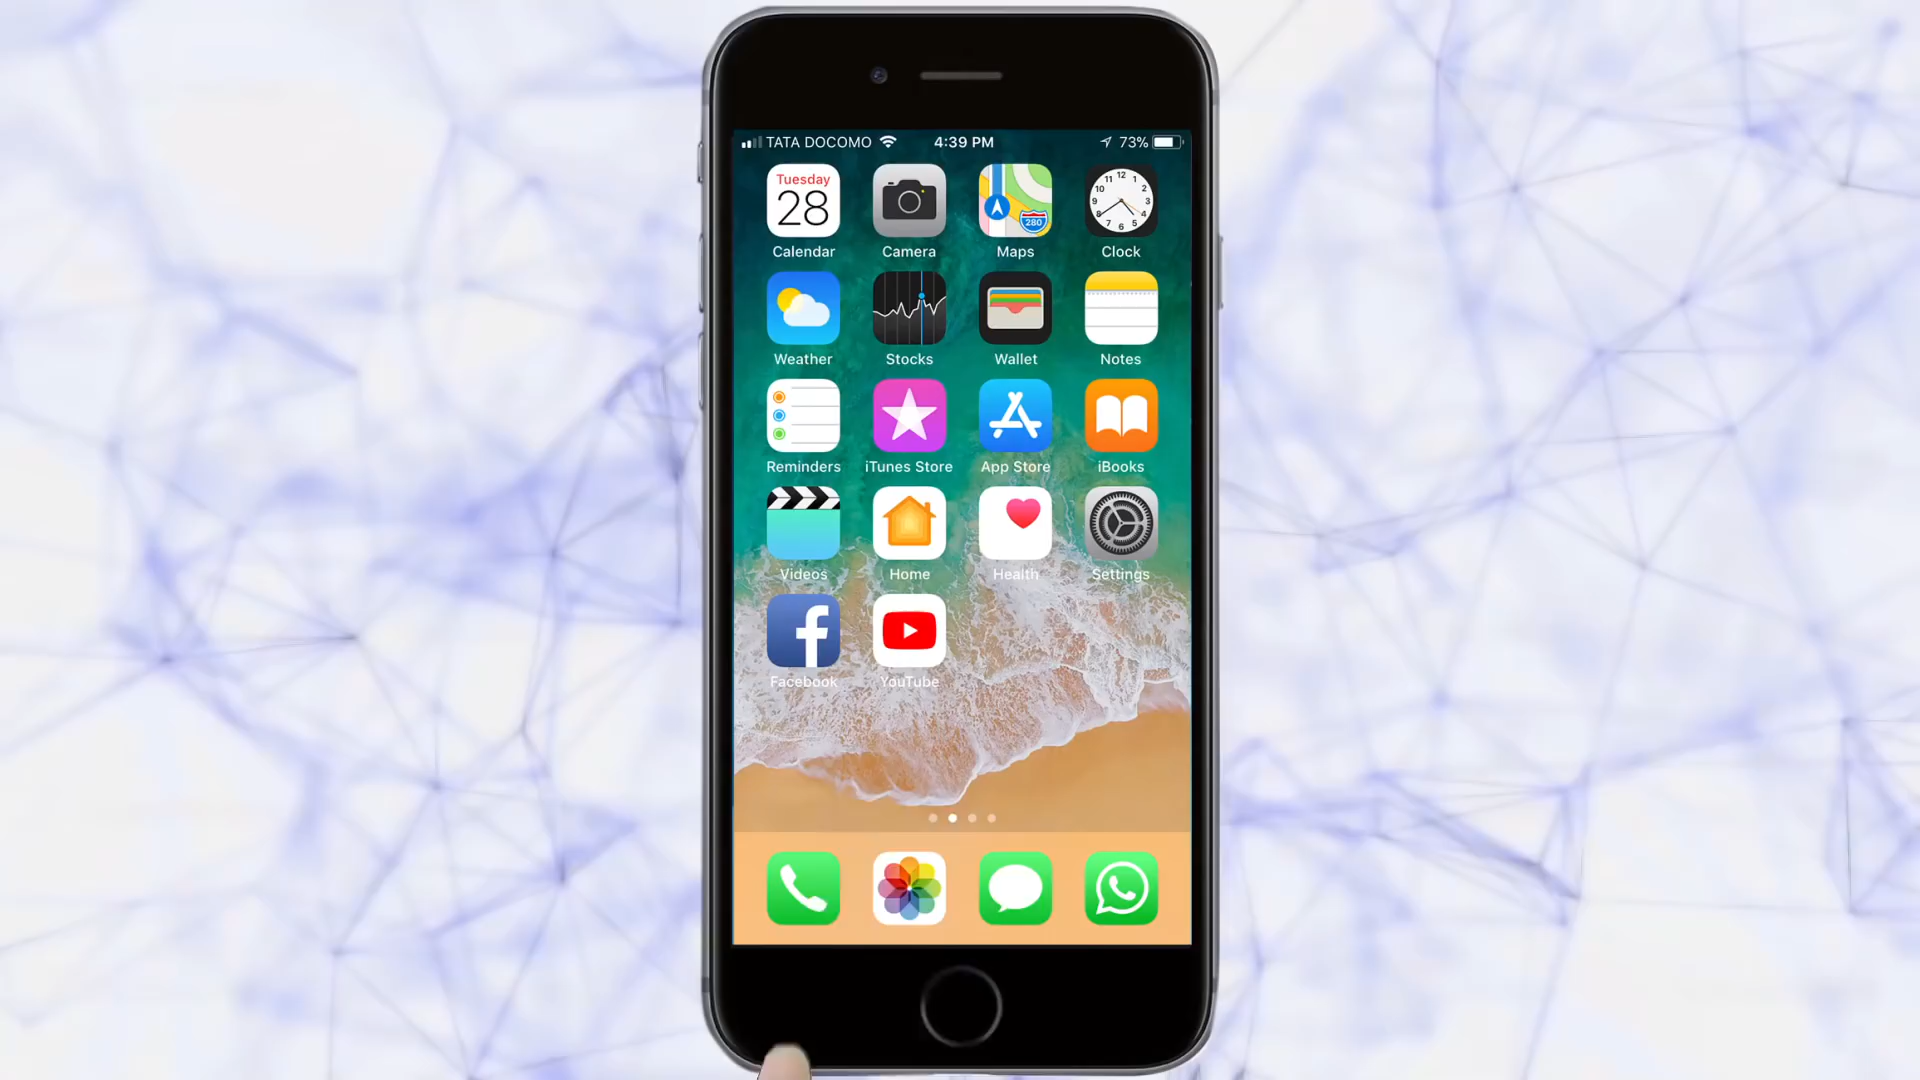 TATA DOCOMO 4:39 PM 73%
Tuesday
28
280
Calendar Camera Maps Clock
Weather Stocks Wallet Notes
Reminders iTunes Store App Store iBooks
Videos Home Health Settings
Facebook YouTube